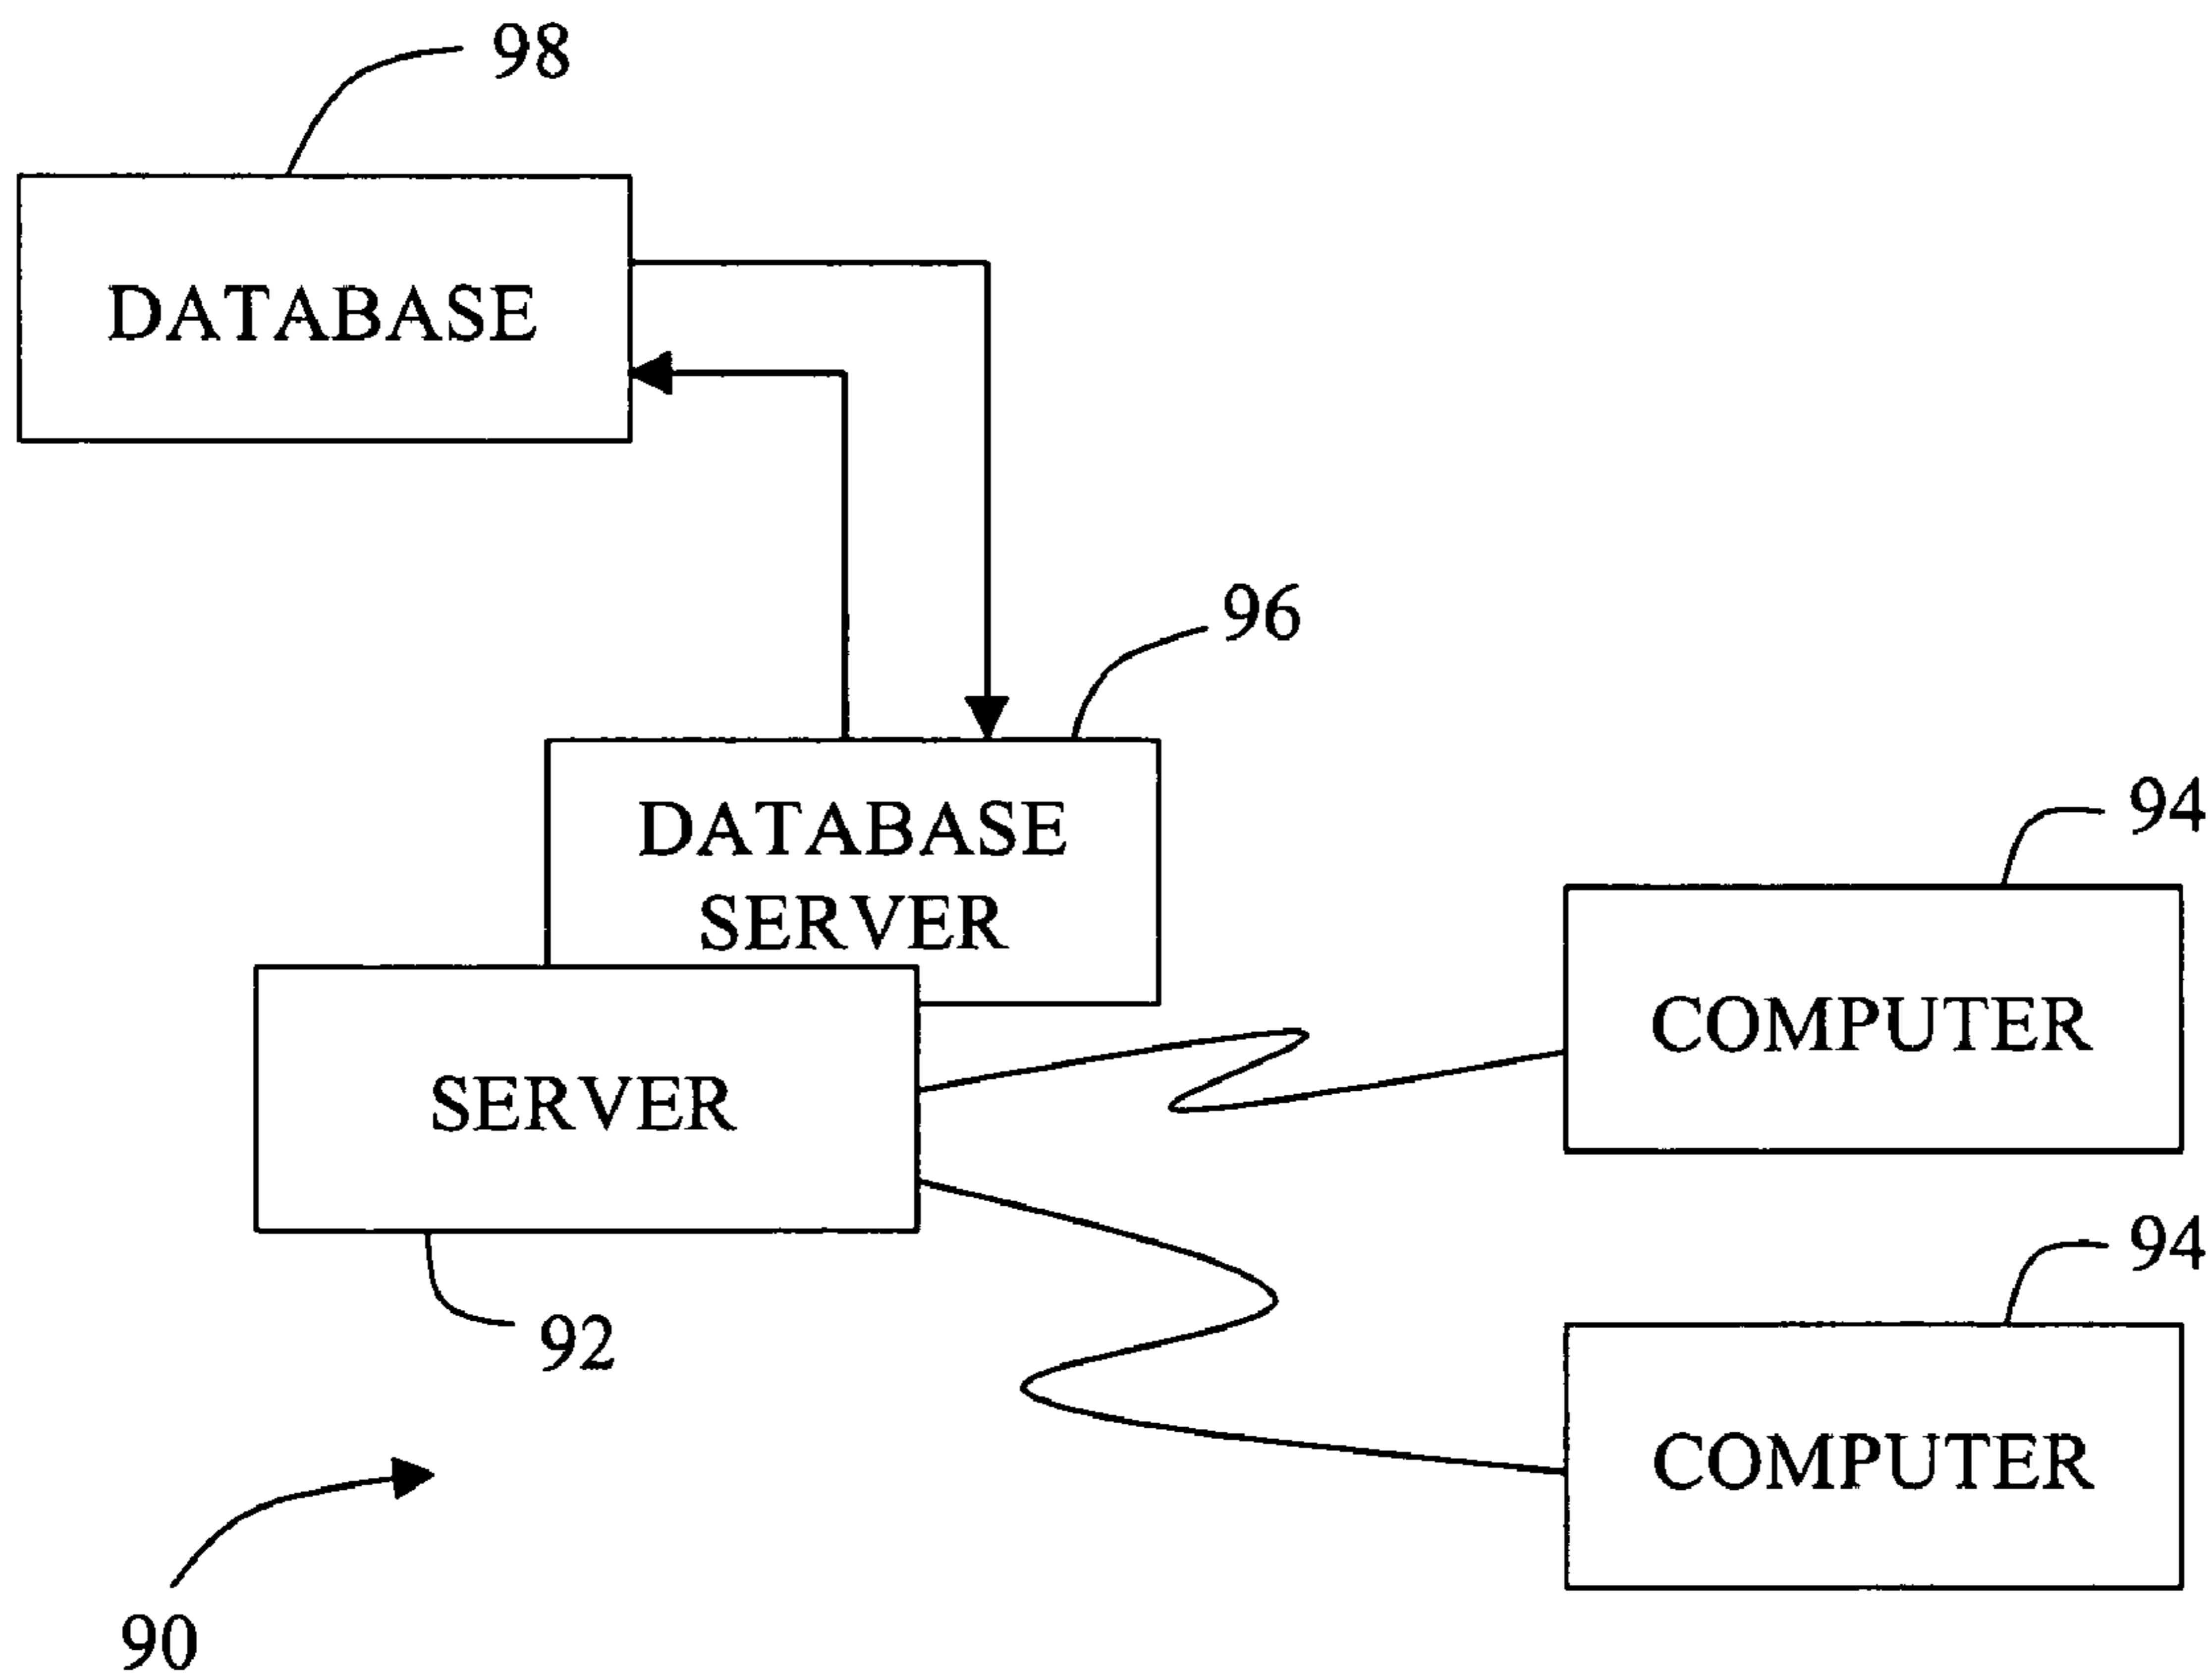 98
DATABASE
96
DATABASE
SERVER
94
COMPUTER
SERVER
94
92
COMPUTER
90